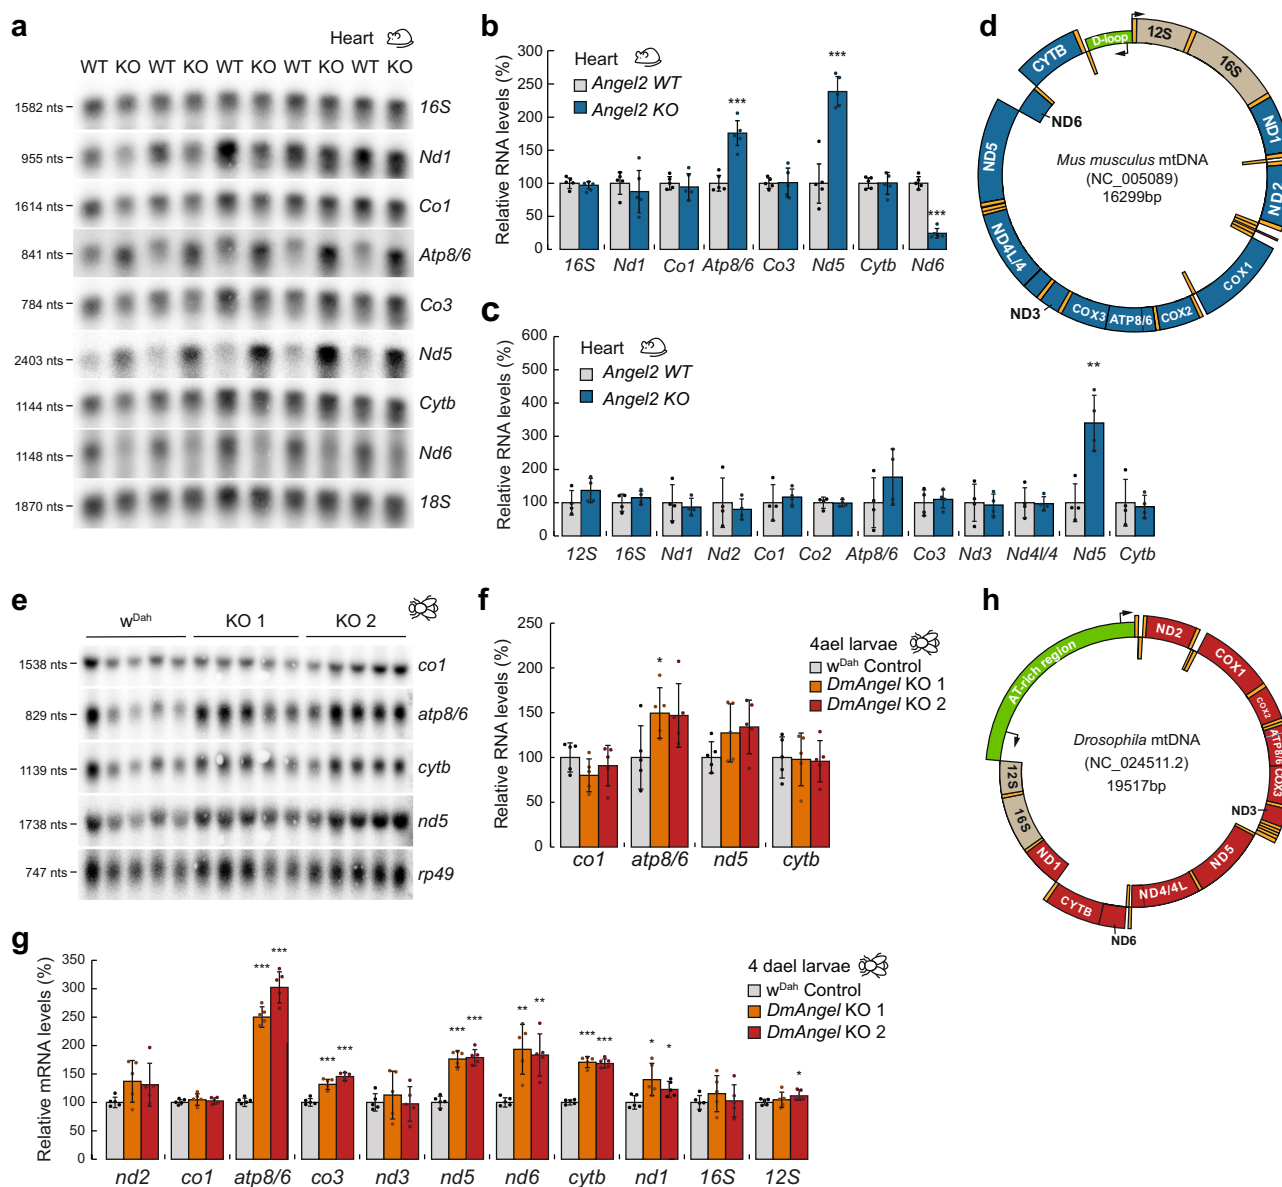 a
Heart
WT KO WT KO WT KO WT KO WT KO
1582 nts 16S
955 nts Nd1
1614 nts Co1
841 nts Atp8/6
784 nts Co3
2403 nts Nd5
1144 nts Cytb
1148 nts Nd6
1870 nts 18S
b
Relative RNA levels (%)
300
250
200
150
100
50
0
Heart
Angel2 WT
Angel2 KO
*** *** ***
16S Nd1 Co1 Atp8/6 Co3 Nd5 Cytb Nd6
c
Relative RNA levels (%)
600
500
400
300
200
100
0
Heart
Angel2 WT
Angel2 KO
**
12S 16S Nd1 Nd2 Co1 Co2 Atp8/6 Co3 Nd3 Nd4l/4 Nd5 Cytb
d
D-loop
12S
16S
ND1
ND2
COX1
COX2
ATP8/6
COX3
ND3
ND4L/4
ND5
ND6
CYTB
Mus musculus mtDNA
(NC_005089)
16299bp
e
wDah KO 1 KO 2
1538 nts co1
829 nts atp8/6
1139 nts cytb
1738 nts nd5
747 nts rp49
f
Relative RNA levels (%)
250
200
150
100
50
0
4ael larvae
wDah Control
DmAngel KO 1
DmAngel KO 2
*
co1 atp8/6 nd5 cytb
g
Relative mRNA levels (%)
350
300
250
200
150
100
50
0
4 dael larvae
wDah Control
DmAngel KO 1
DmAngel KO 2
*** *** *** *** *** *** ** ** *** *** * * *
nd2 co1 atp8/6 co3 nd3 nd5 nd6 cytb nd1 16S 12S
h
AT-rich region
ND2
COX1
COX2
ATP8/6
COX3
ND3
ND5
ND4/4L
ND6
CYTB
ND1
16S
12S
Drosophila mtDNA
(NC_024511.2)
19517bp